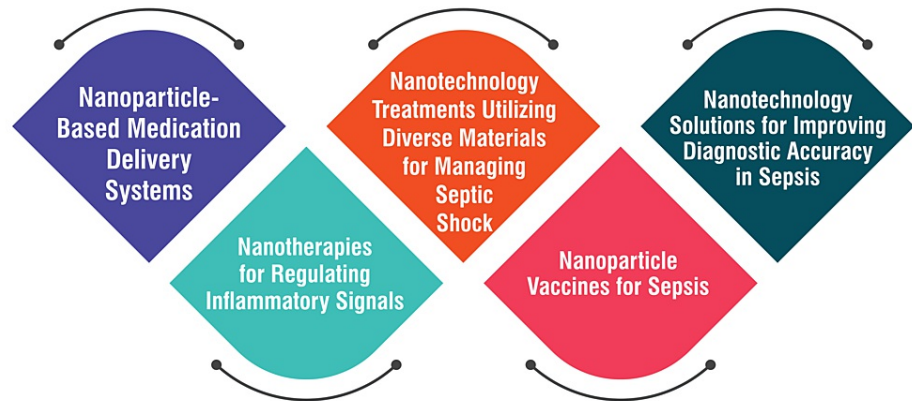 Nanoparticle-
Based Medication
Delivery
Systems
Nanotherapies
for Regulating
Inflammatory Signals
Nanotechnology
Treatments Utilizing
Diverse Materials
for Managing
Septic
Shock
Nanoparticle
Vaccines for Sepsis
Nanotechnology
Solutions for Improving
Diagnostic Accuracy
in Sepsis